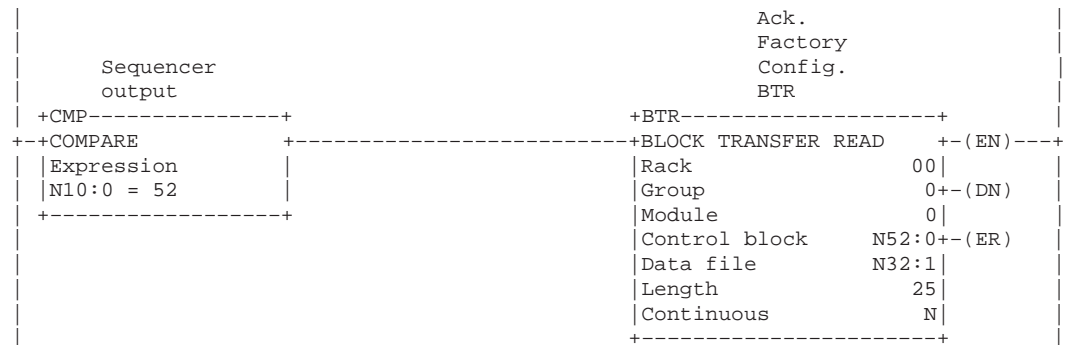 Ack.
Factory
Sequencer Config.
output BTR
+CMP---------------+ +BTR--------------------+
+-+COMPARE +--------------------------+BLOCK TRANSFER READ +-(EN)---+
|Expression |Rack 00|
|N10:0 = 52 | |Group 0+-(DN)
+------------------+ |Module 0|
|Control block N52:0+-(ER)
|Data file N32:1|
|Length 25|
|Continuous N|
+-----------------------+